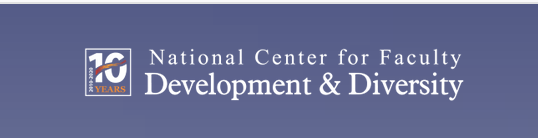 10
2010-2020
YEARS
National Center for Faculty
Development & Diversity